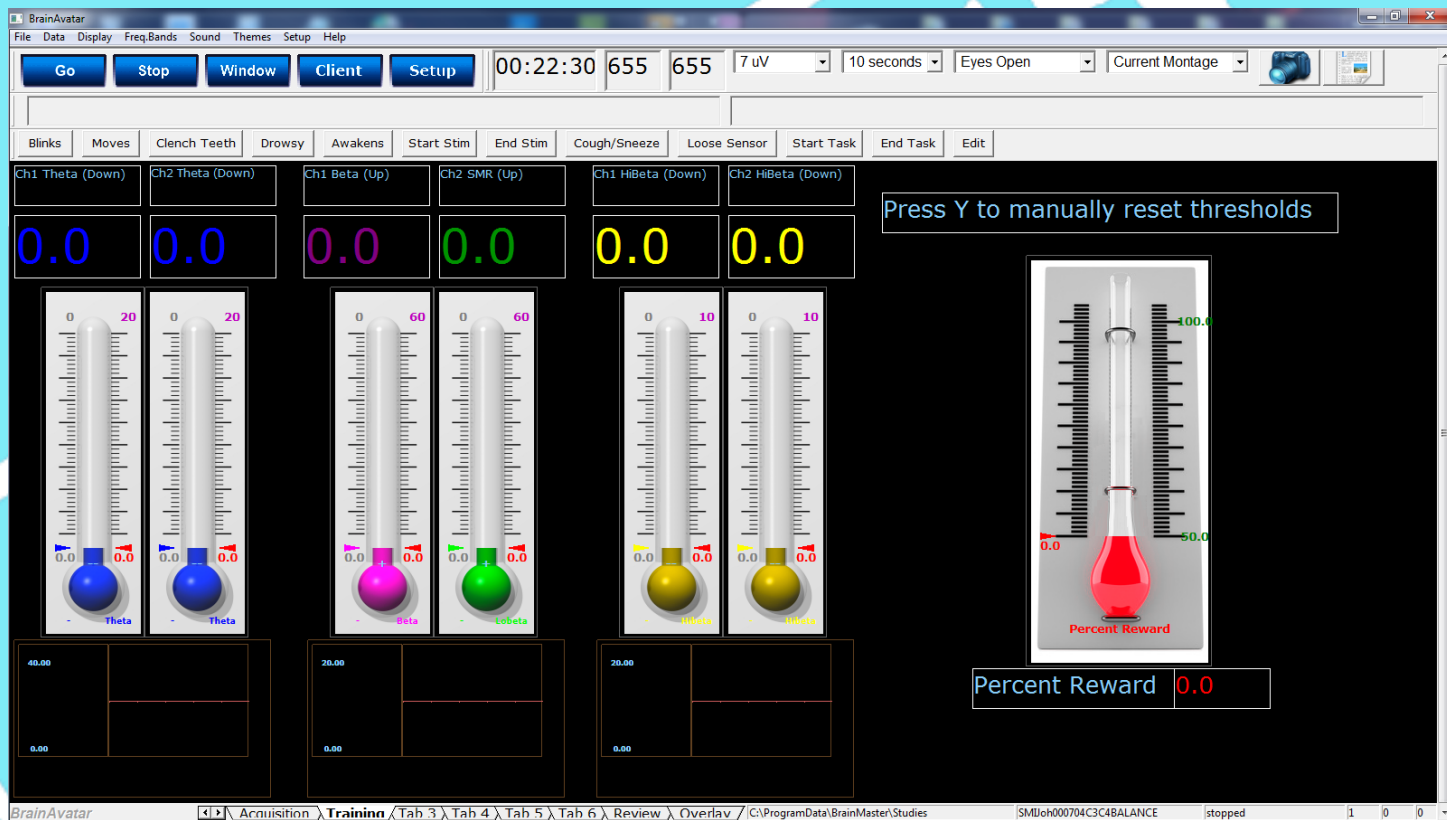 BrainAvatar
File Data Display Freq.Bands Sound Themes Setup Help
Go Stop Window Client Setup 00:22:30 655 655 7 uV 10 seconds Eyes Open Current Montage
Blinks Moves Clench Teeth Drowsy Awakens Start Stim End Stim Cough/Sneeze Loose Sensor Start Task End Task Edit
Ch1 Theta (Down) Ch2 Theta (Down) Ch1 Beta (Up) Ch2 SMR (Up) Ch1 HiBeta (Down) Ch2 HiBeta (Down)
Press Y to manually reset thresholds
0.0 0.0 0.0 0.0 0.0 0.0
0 20 0 20 0 60 0 60 0 10 0 10
100.0
50.0
0.0
0.0 0.0 0.0 0.0 0.0 0.0 0.0 0.0 0.0 0.0 0.0 0.0
- Theta - Theta - Beta - Lobeta - Hibeta - Hibeta
Percent Reward
40.00 20.00 20.00
Percent Reward 0.0
0.00 0.00 0.00
BrainAvatar Acquisition Training Tab 3 Tab 4 Tab 5 Tab 6 Review Overlay C:\ProgramData\BrainMaster\Studies SMIJoh000704C3C4BALANCE stopped 1 0 0